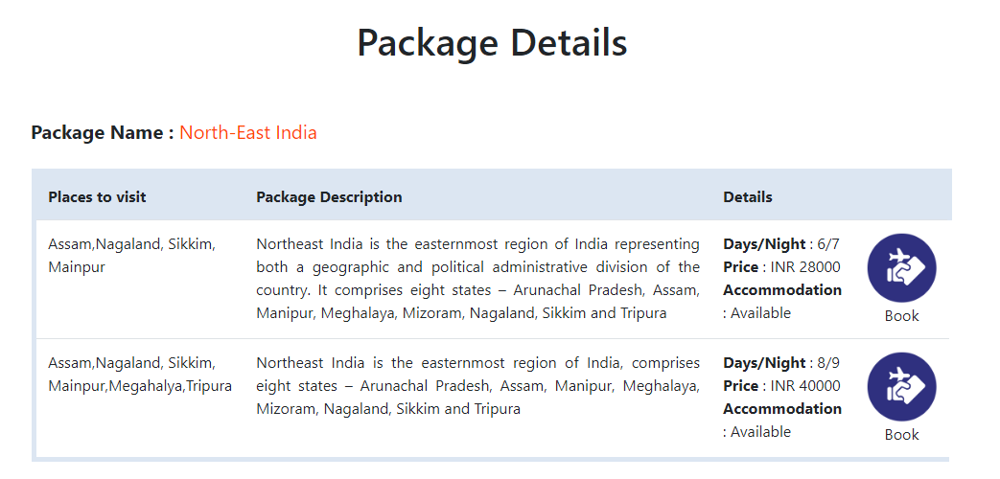 Package Details
Package Name : North-East India
Places to visit Package Description Details
Assam,Nagaland, Sikkim,
Mainpur
Northeast India is the easternmost region of India representing
both a geographic and political administrative division of the
country. It comprises eight states – Arunachal Pradesh, Assam,
Manipur, Meghalaya, Mizoram, Nagaland, Sikkim and Tripura
Days/Night : 6/7
Price : INR 28000
Accommodation
: Available
Book
Assam,Nagaland, Sikkim,
Mainpur,Megahalya,Tripura
Northeast India is the easternmost region of India, comprises
eight states – Arunachal Pradesh, Assam, Manipur, Meghalaya,
Mizoram, Nagaland, Sikkim and Tripura
Days/Night : 8/9
Price : INR 40000
Accommodation
: Available
Book